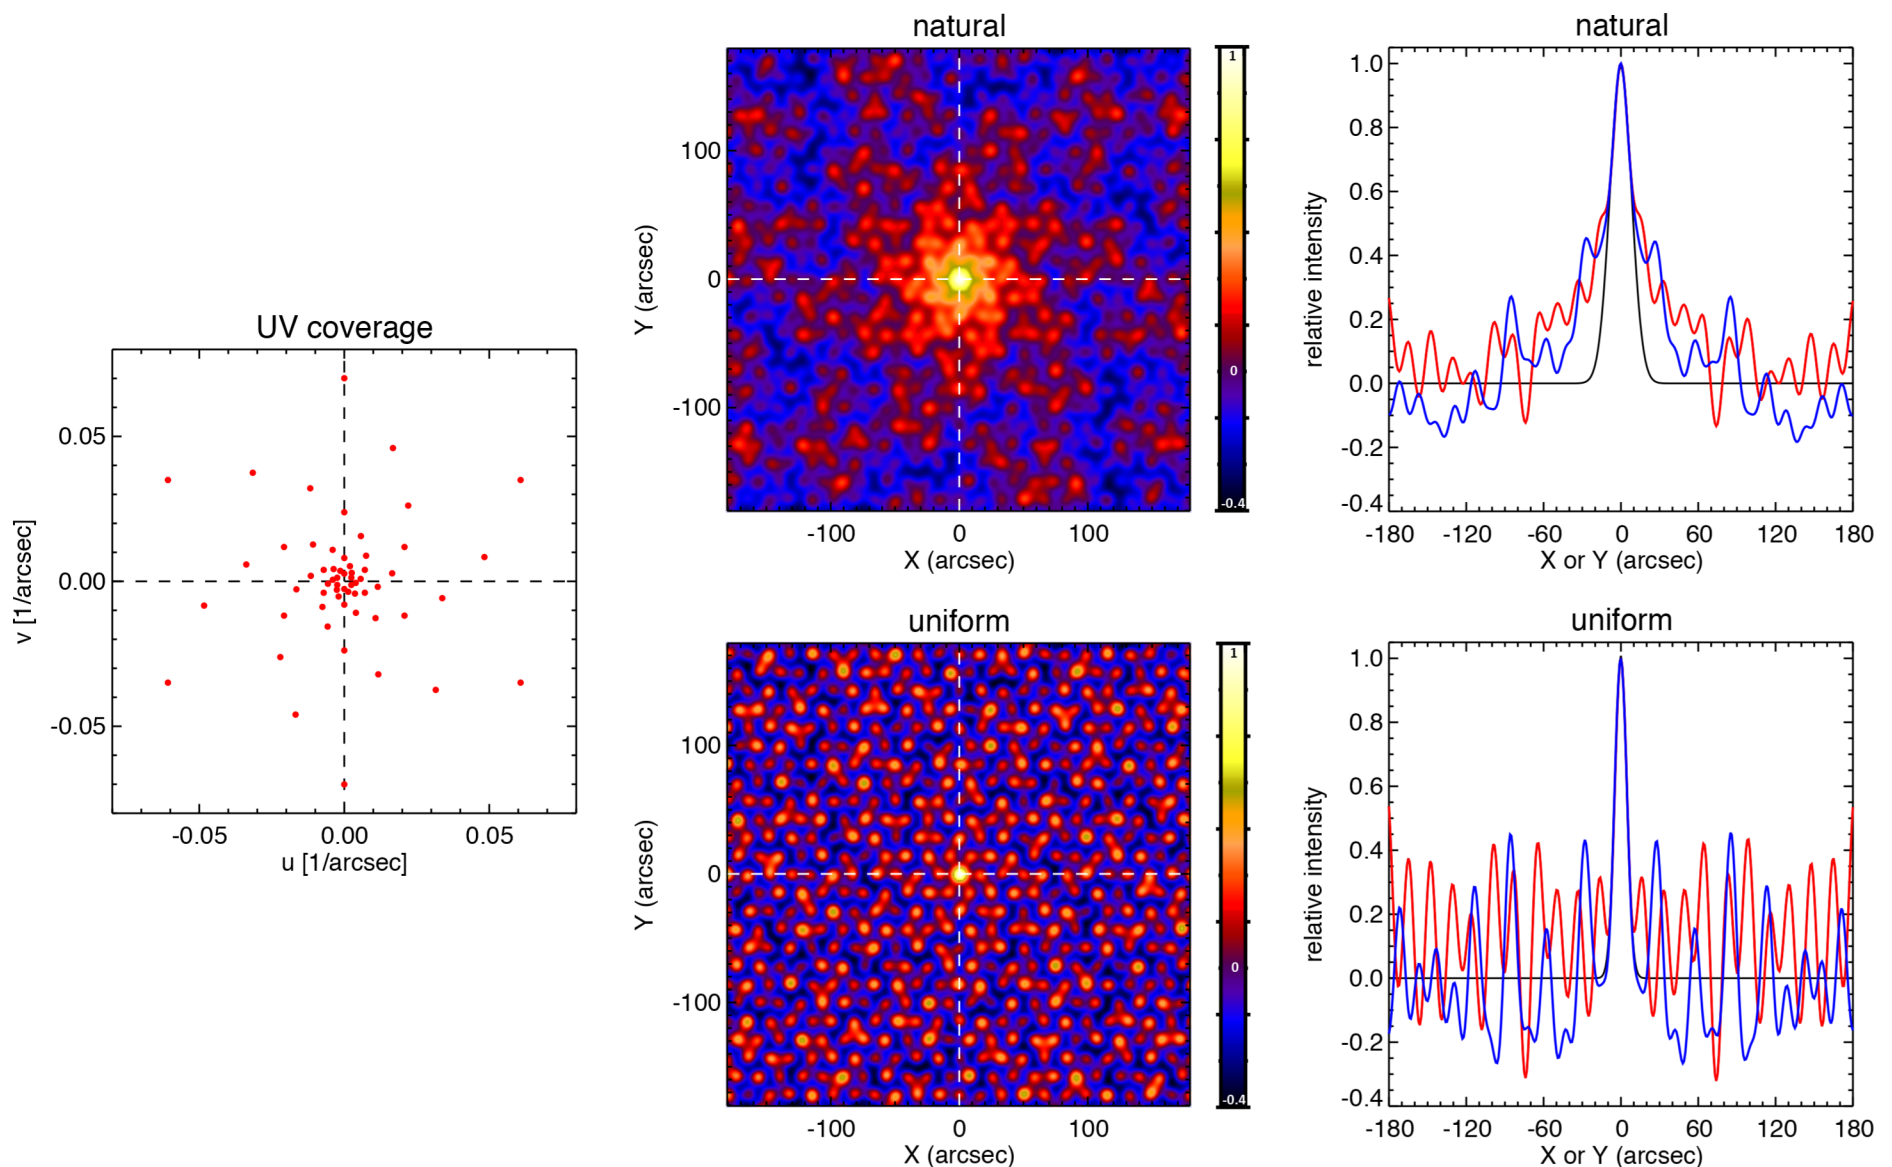 UV coverage
0.05
0.00
-0.05
v [1/arcsec]
-0.05 0.00 0.05
u [1/arcsec]
natural
100
0
-100
Y (arcsec)
-100 0 100
X (arcsec)
1
0
-0.4
natural
1.0
0.8
0.6
0.4
0.2
0.0
-0.2
-0.4
relative intensity
-180 -120 -60 0 60 120 180
X or Y (arcsec)
uniform
100
0
-100
Y (arcsec)
-100 0 100
X (arcsec)
1
0
-0.4
uniform
1.0
0.8
0.6
0.4
0.2
0.0
-0.2
-0.4
relative intensity
-180 -120 -60 0 60 120 180
X or Y (arcsec)